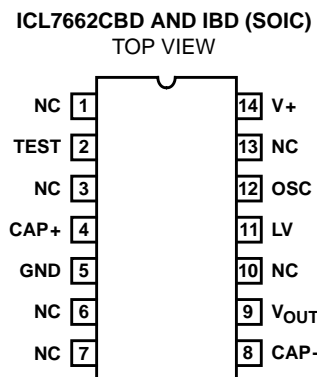 ICL7662CBD AND IBD (SOIC)
TOP VIEW
NC 1 14 V+
TEST 2 13 NC
NC 3 12 OSC
CAP+ 4 11 LV
GND 5 10 NC
NC 6 9 VOUT
NC 7 8 CAP-